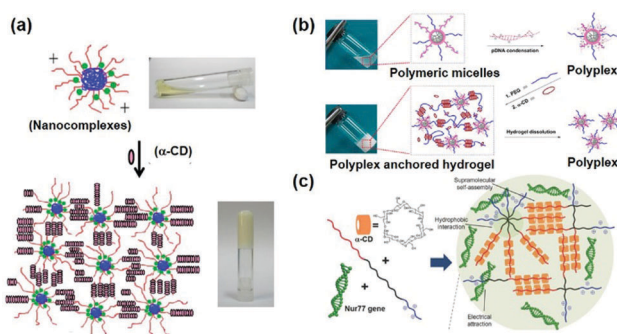 (a)
+
+
(Nanocomplexes)
(α-CD)
(b)
Polymeric micelles
pDNA condensation
Polyplex
1. PEG
2. α-CD
Polyplex anchored hydrogel
Hydrogel dissolution
Polyplex
(c)
α-CD
=
+
+
Nur77 gene
Supramolecular
self-assembly
Hydrophobic
interaction
Electrical
attraction